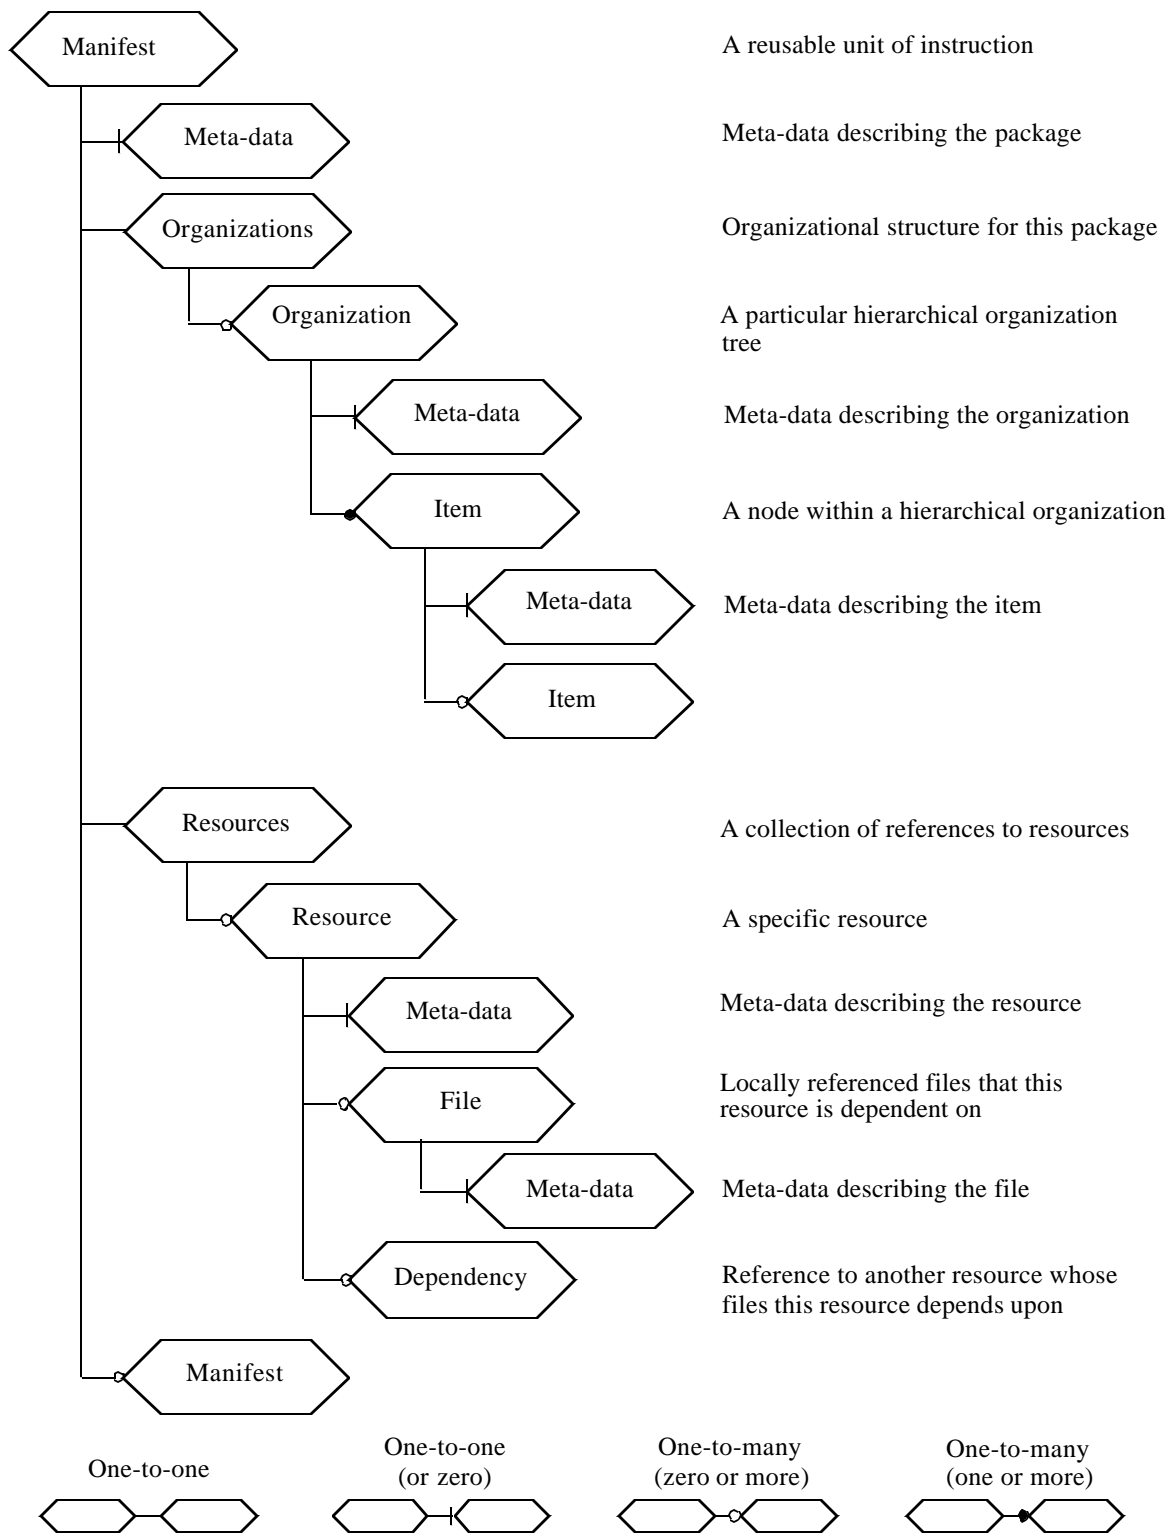 Manifest
A reusable unit of instruction
Meta-data
Meta-data describing the package
Organizations
Organizational structure for this package
Organization
A particular hierarchical organization
tree
Meta-data
Meta-data describing the organization
Item
A node within a hierarchical organization
Meta-data
Meta-data describing the item
Item
Resources
A collection of references to resources
Resource
A specific resource
Meta-data
Meta-data describing the resource
File
Locally referenced files that this
resource is dependent on
Meta-data
Meta-data describing the file
Dependency
Reference to another resource whose
files this resource depends upon
Manifest
One-to-one
One-to-one
(or zero)
One-to-many
(zero or more)
One-to-many
(one or more)